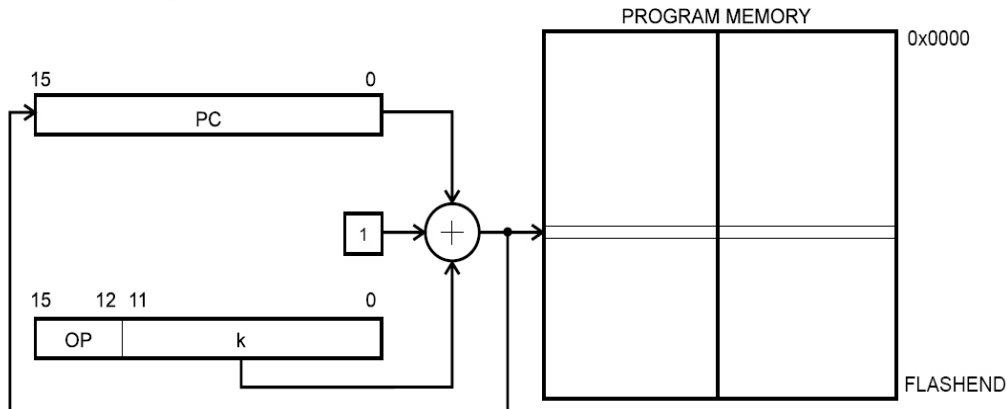 PROGRAM MEMORY
0x0000
15 0
PC
1
+
15 12 11 0
OP k
FLASHEND